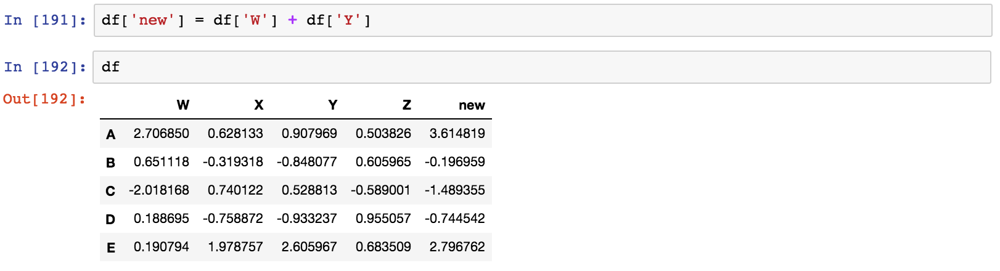 In [191]: df['new'] = df['W'] + df['Y']
In [192]: df
Out[192]:
W X Y Z new
A 2.706850 0.628133 0.907969 0.503826 3.614819
B 0.651118 -0.319318 -0.848077 0.605965 -0.196959
C -2.018168 0.740122 0.528813 -0.589001 -1.489355
D 0.188695 -0.758872 -0.933237 0.955057 -0.744542
E 0.190794 1.978757 2.605967 0.683509 2.796762